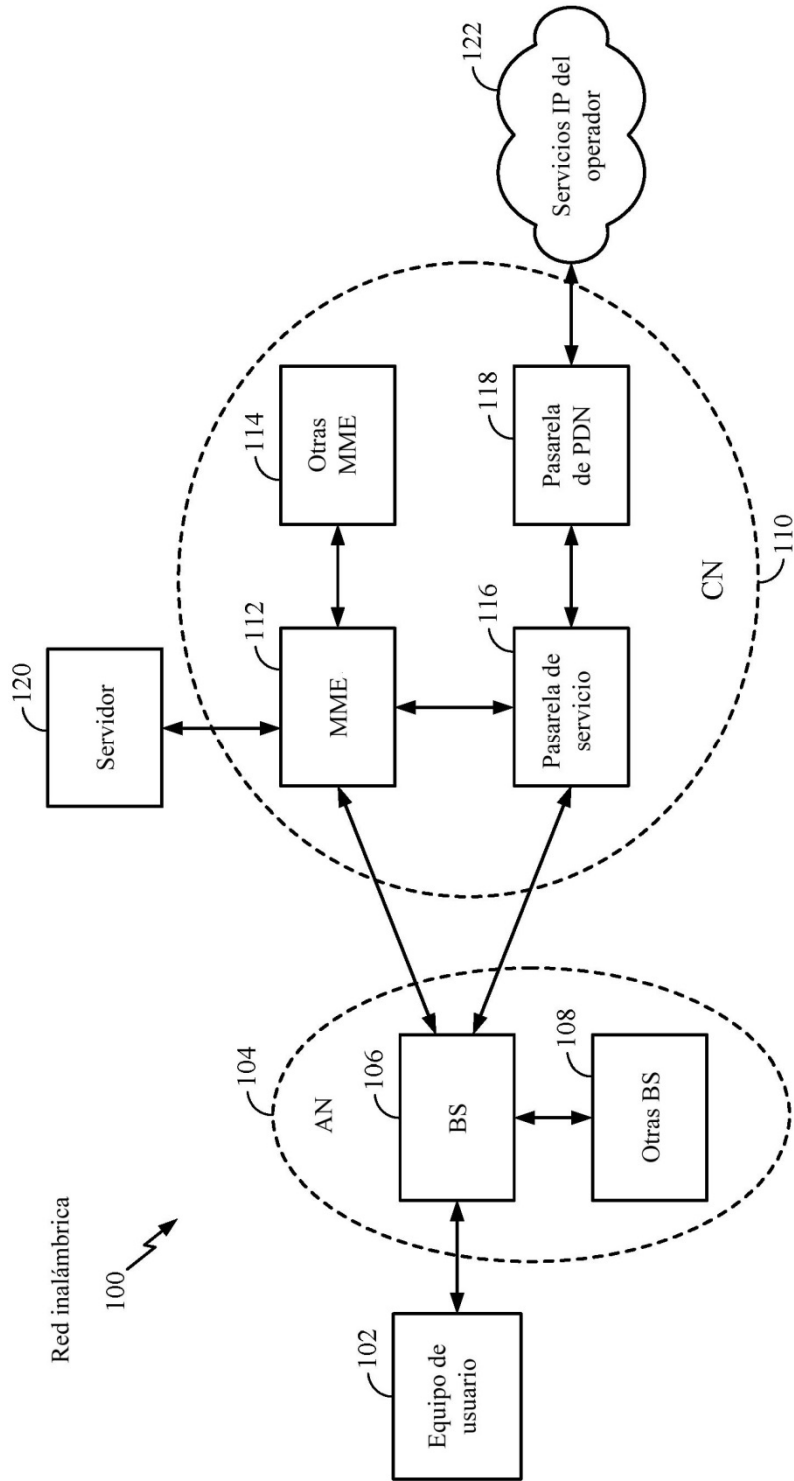 Red inalámbrica
100
102
Equipo de
usuario
104
AN
106
BS
108
Otras BS
120
Servidor
112
MME
114
Otras
MME
116
Pasarela de
servicio
118
Pasarela
de PDN
CN
110
122
Servicios IP del
operador